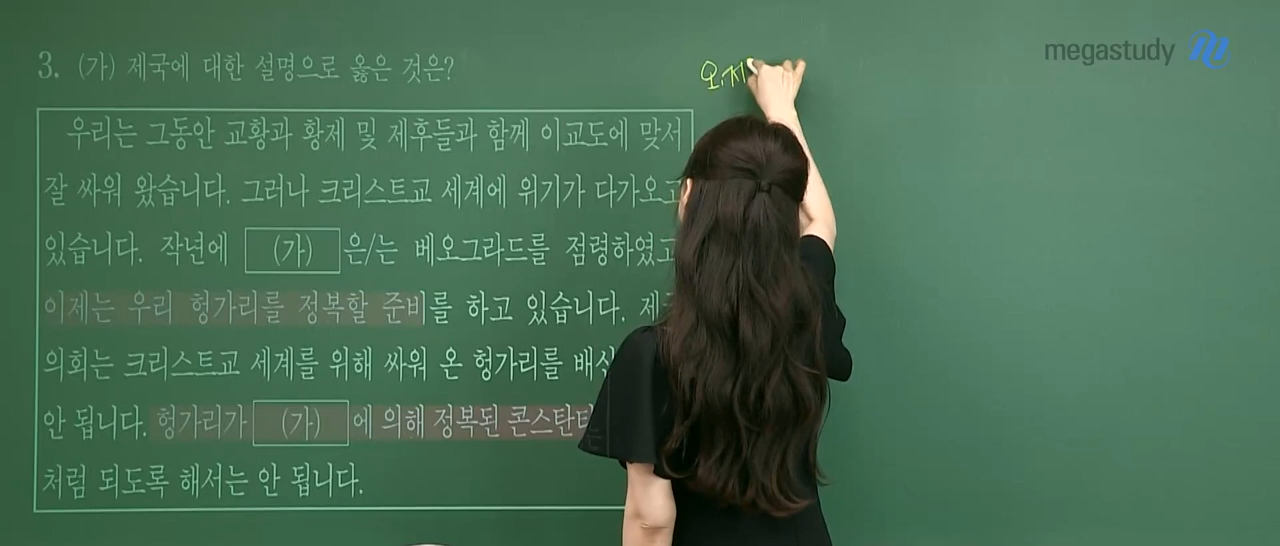 3. (가) 제국에 대한 설명으로 옳은 것은?
오.제
megastudy
우리는 그동안 교황과 황제 및 제후들과 함께 이교도에 맞서
잘 싸워 왔습니다. 그러나 크리스트교 세계에 위기가 다가오고
있습니다. 작년에 (가) 은/는 베오그라드를 점령하였고
이제는 우리 헝가리를 정복할 준비를 하고 있습니다.
의회는 크리스트교 세계를 위해 싸워 온 헝가리를
안 됩니다. 헝가리가 (가) 에 의해 정복된
처럼 되도록 해서는 안 됩니다.